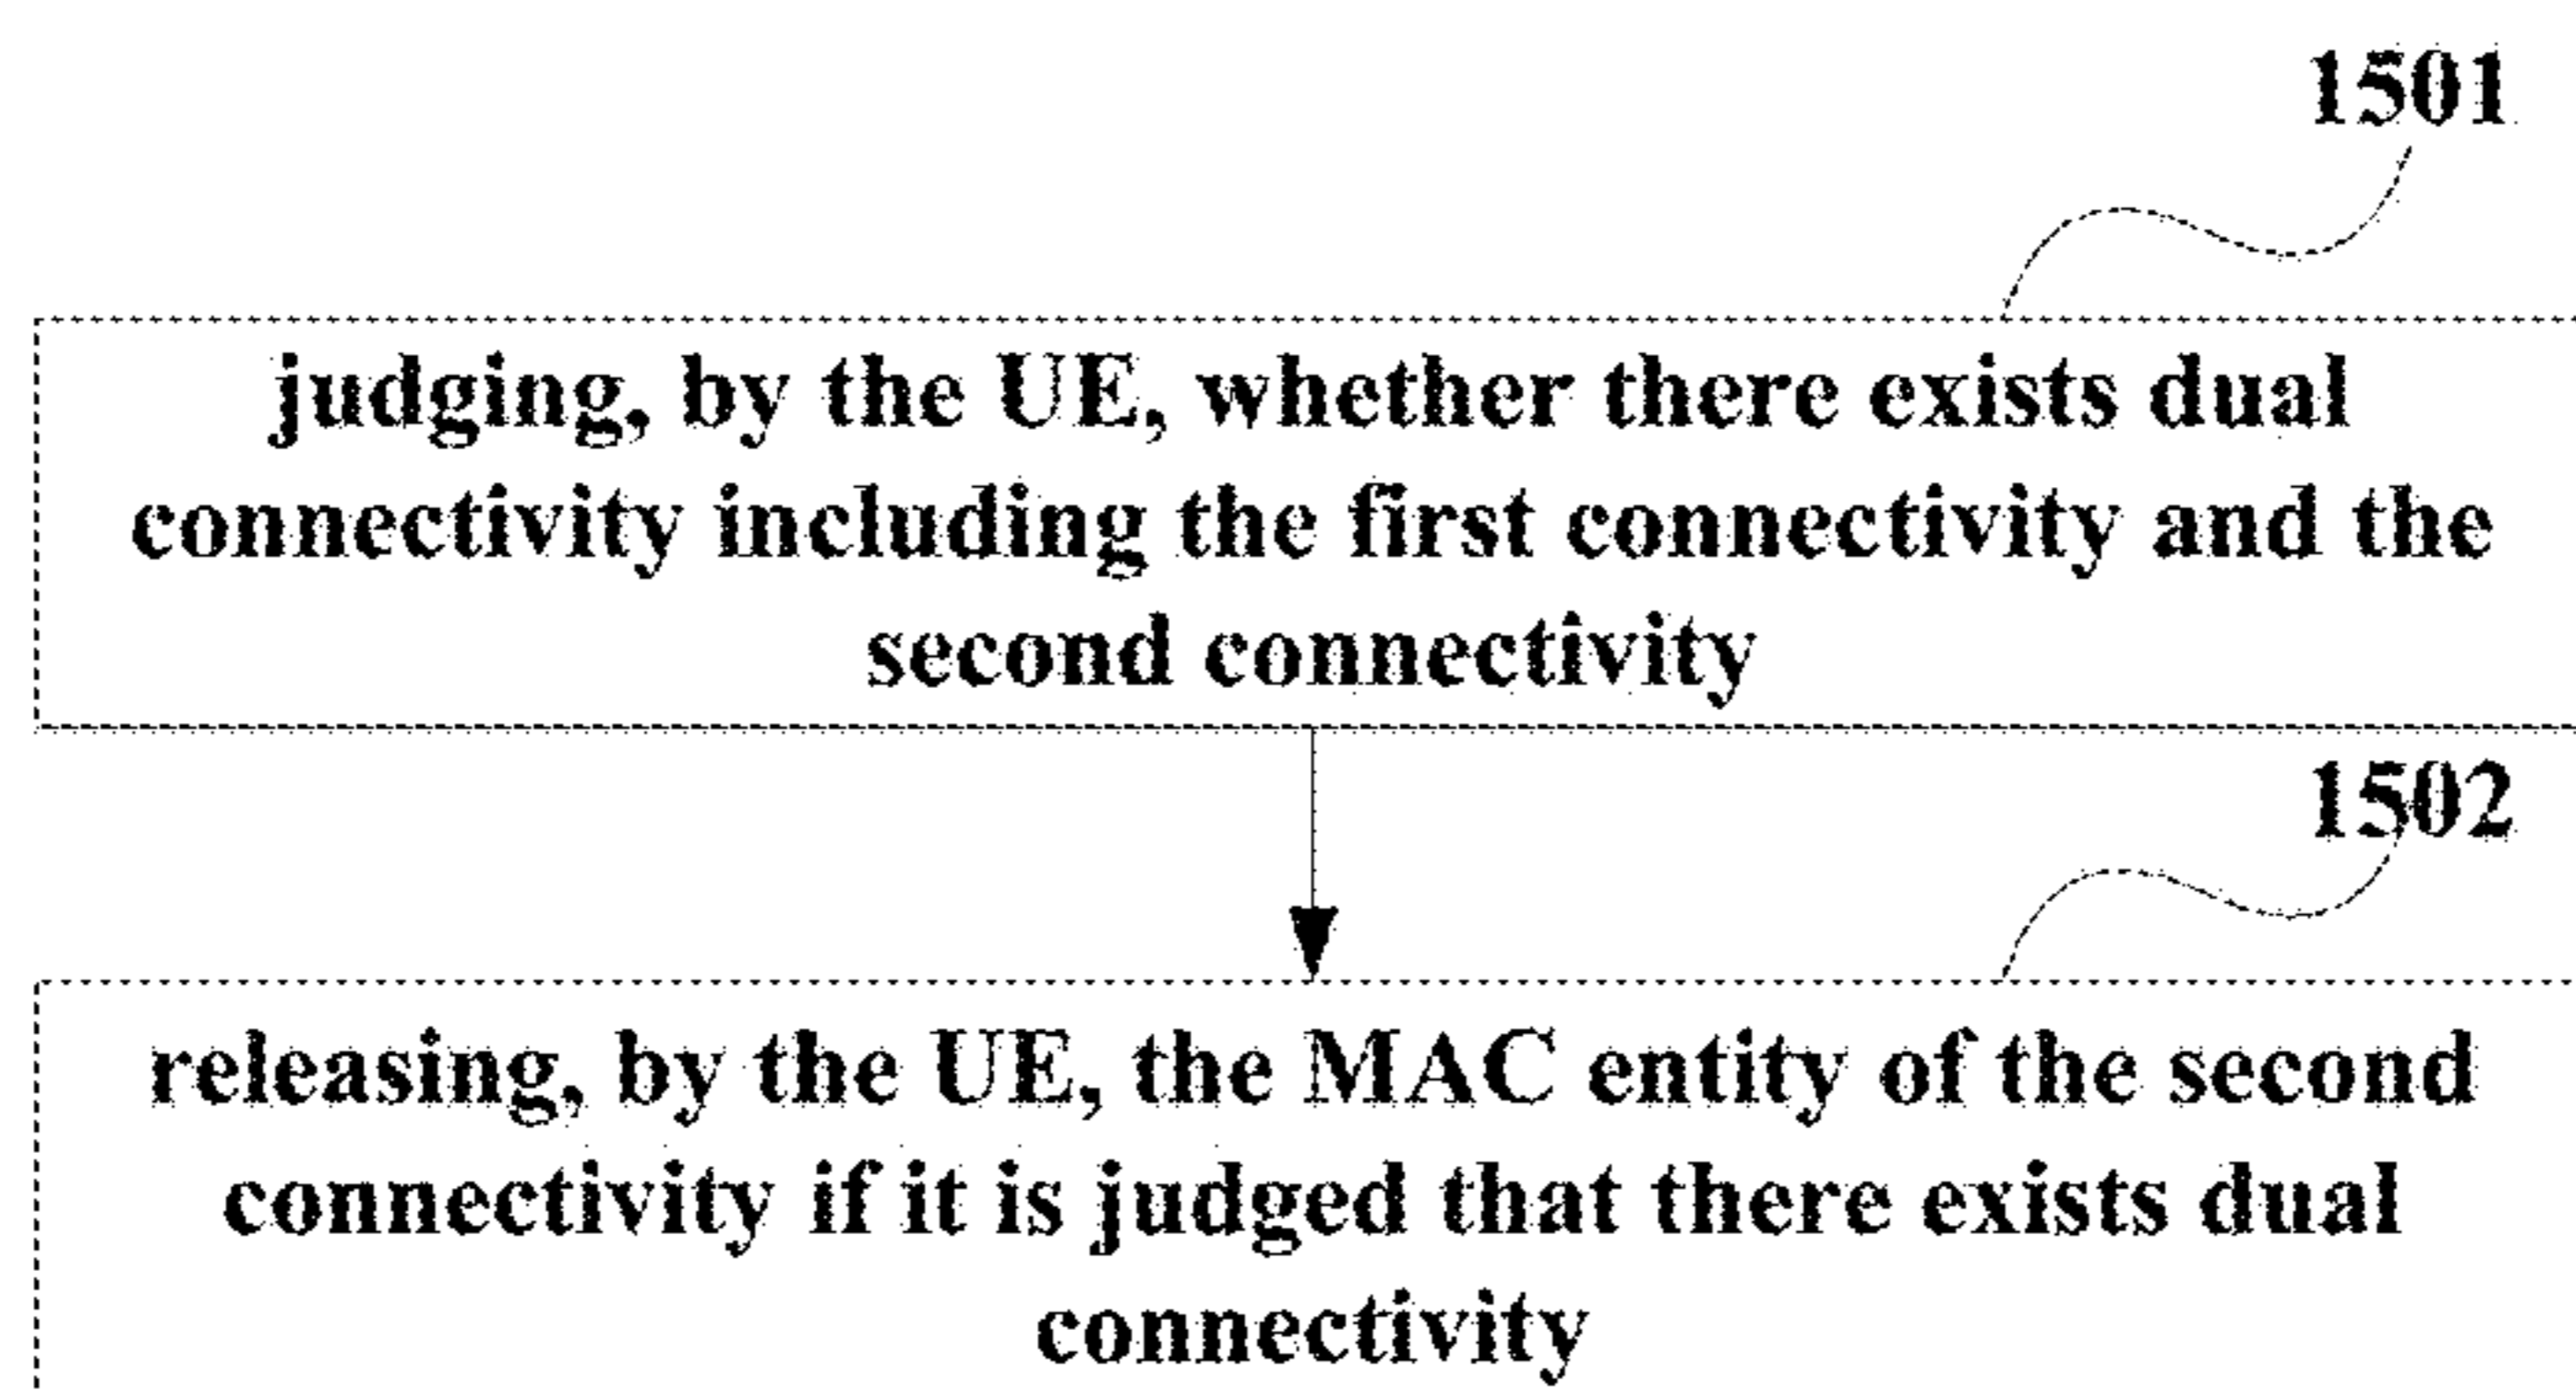 1501
judging, by the UE, whether there exists dual
connectivity including the first connectivity and the
second connectivity
1502
releasing, by the UE, the MAC entity of the second
connectivity if it is judged that there exists dual
connectivity